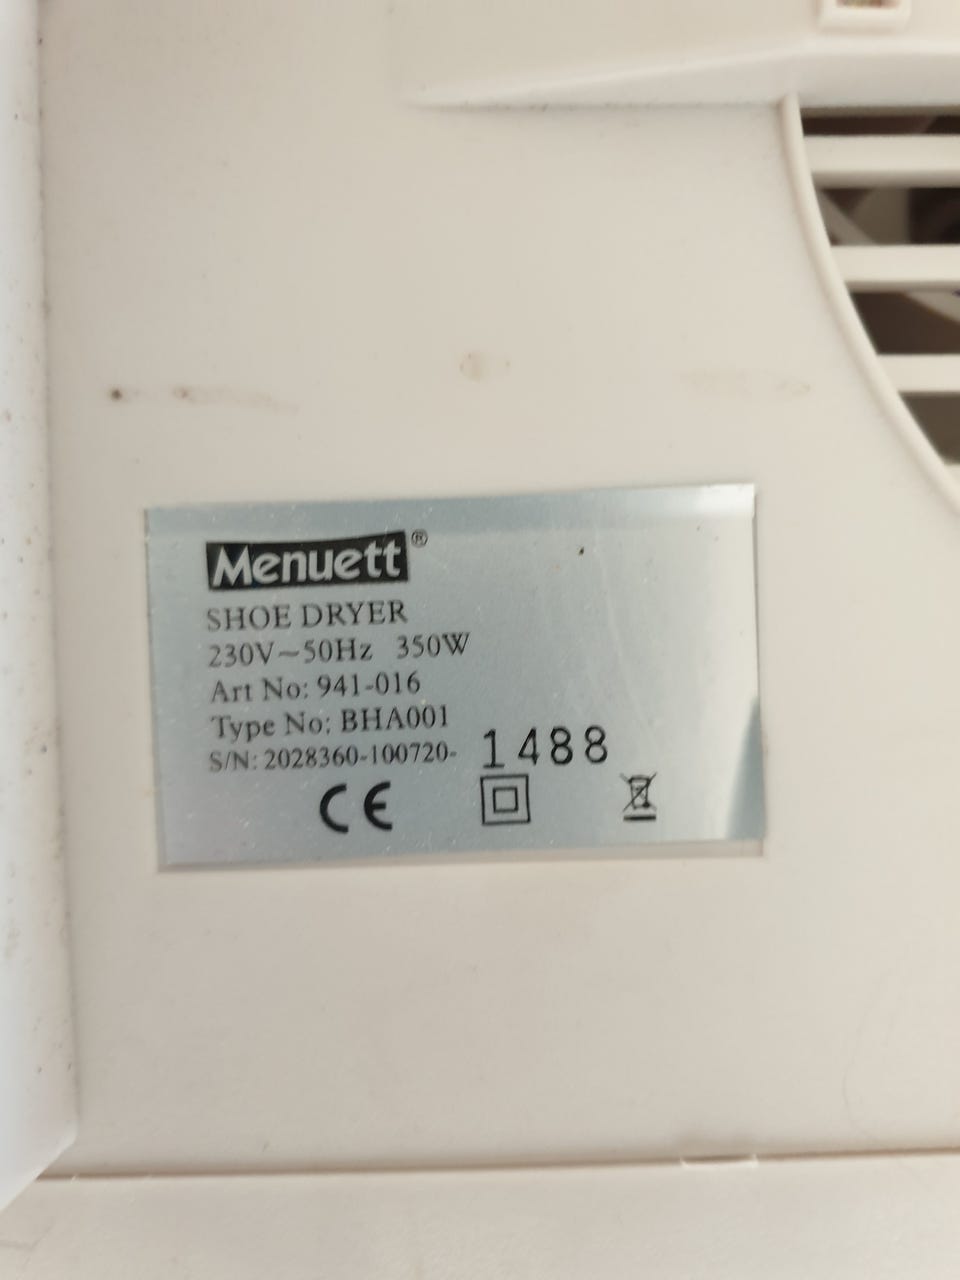 Menuett®
SHOE DRYER
230V~50Hz 350W
Art No: 941-016
Type No: BHA001
S/N: 2028360-100720- 1488
CE